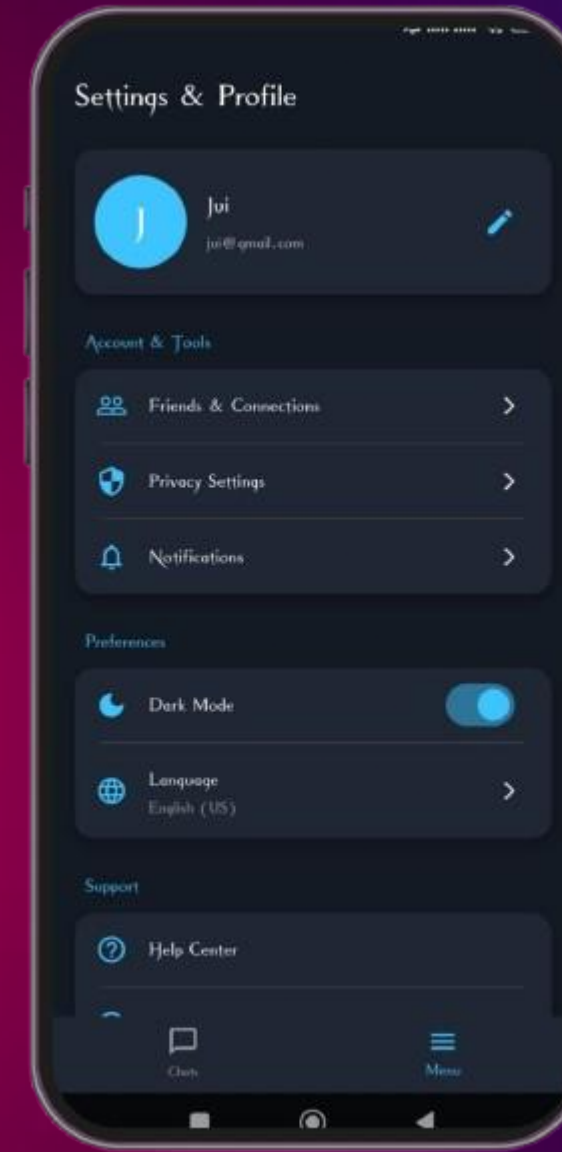 Settings & Profile
J
Jui
jui@gmail.com
Account & Tools
Friends & Connections
Privacy Settings
Notifications
Preferences
Dark Mode
Language
English (US)
Support
Help Center
Chats
Menu